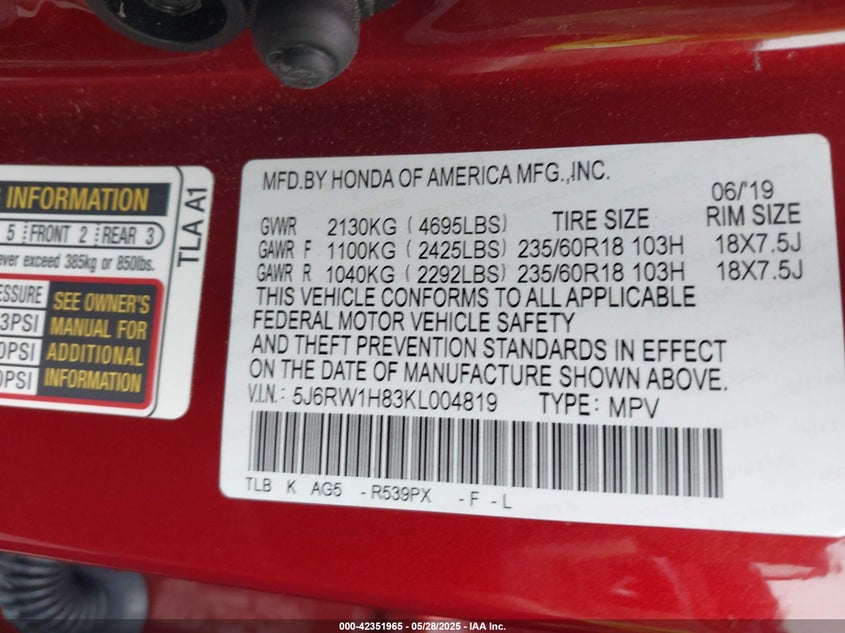 INFORMATION
5 FRONT 2 REAR 3
ever exceed 385kg or 850lbs.
ESSURE
3PSI
0PSI
0PSI
SEE OWNER'S
MANUAL FOR
ADDITIONAL
INFORMATION
TLA A1
MFD.BY HONDA OF AMERICA MFG.,INC.
06/'19
GVWR 2130KG ( 4695LBS) TIRE SIZE RIM SIZE
GAWR F 1100KG ( 2425LBS) 235/60R18 103H 18X7.5J
GAWR R 1040KG ( 2292LBS) 235/60R18 103H 18X7.5J
THIS VEHICLE CONFORMS TO ALL APPLICABLE
FEDERAL MOTOR VEHICLE SAFETY
AND THEFT PREVENTION STANDARDS IN EFFECT
ON THE DATE OF MANUFACTURE SHOWN ABOVE.
V.I.N.: 5J6RW1H83KL004819 TYPE: MPV
TLB K AG5 -R539PX -F-L
000-42351965 - 05/28/2025 - IAA Inc.